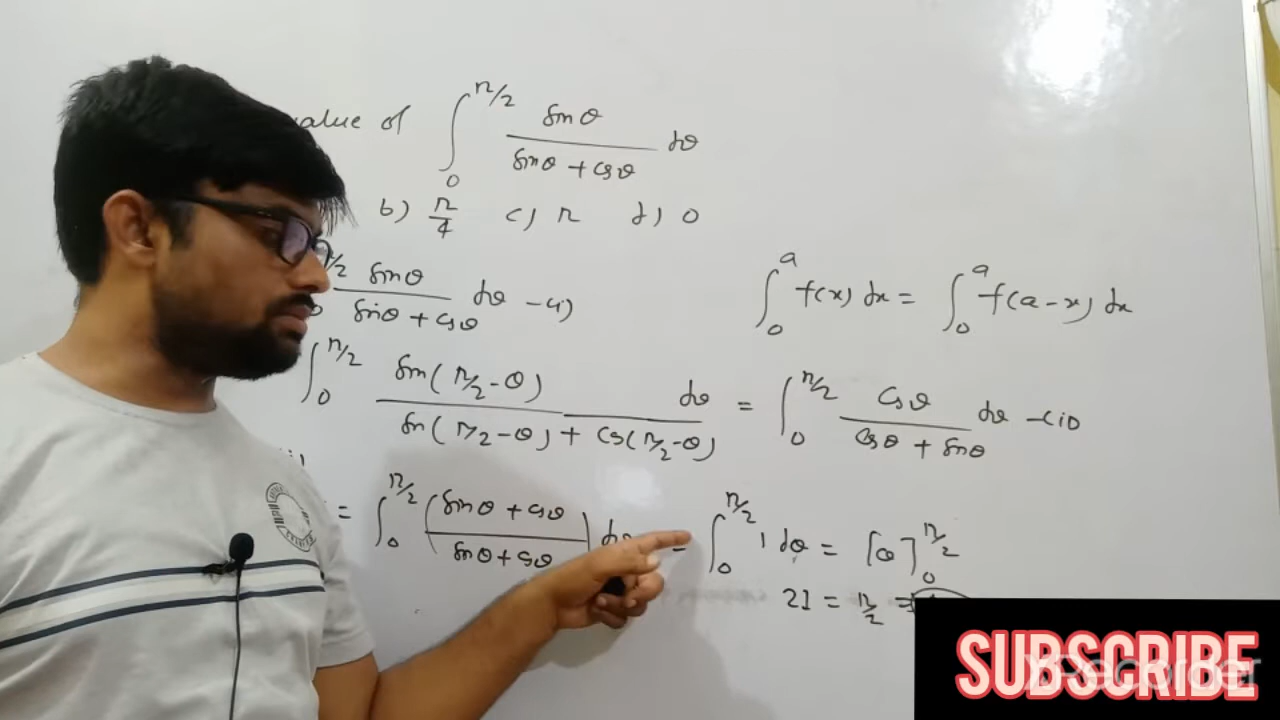 value of ∫₀^π/2 sinθ / (sinθ + cosθ) dθ
b) π/4 c) π d) 0
π/2 sinθ / (sinθ + cosθ) dθ -(i)
∫₀^a f(x) dx = ∫₀^a f(a-x) dx
∫₀^π/2 sin(π/2-θ) / (sin(π/2-θ) + cos(π/2-θ)) dθ = ∫₀^π/2 cosθ / (cosθ + sinθ) dθ -(ii)
= ∫₀^π/2 (sinθ + cosθ / sinθ + cosθ) dθ = ∫₀^π/2 1 dθ = [θ]₀^π/2
2I = π/2 =
SUBSCRIBE
XRecorder